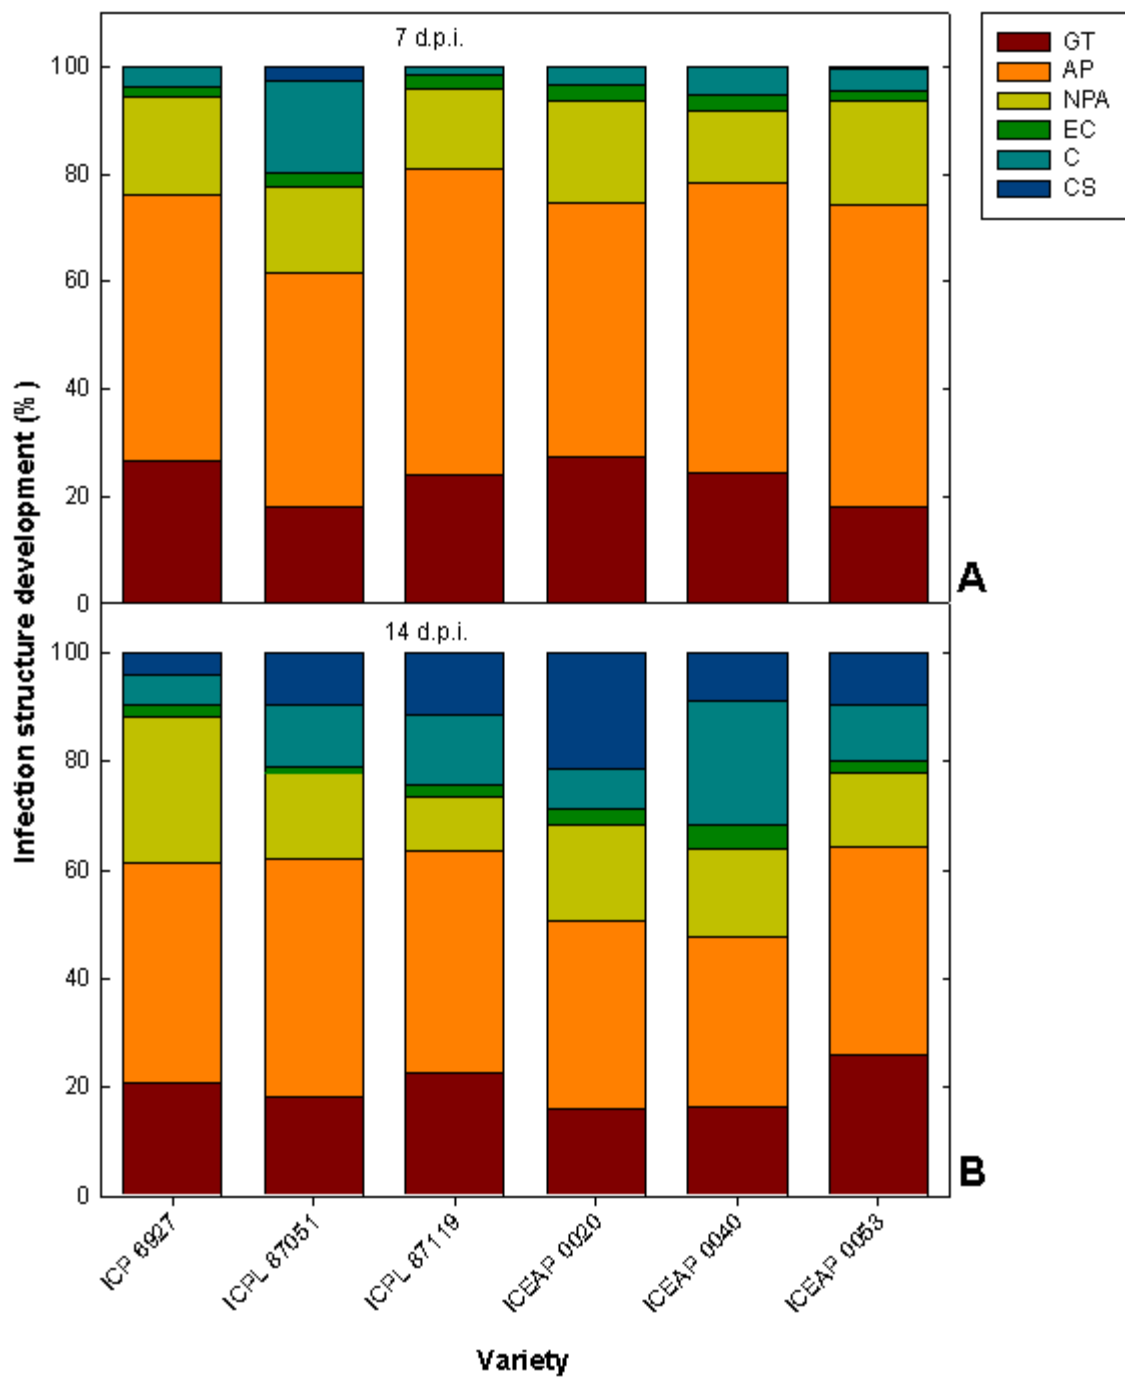 7 d.p.i.
GT
AP
NPA
EC
C
CS
100
80
60
40
20
0
A
14 d.p.i.
100
80
60
40
20
0
B
Infection structure development (% )
ICP 6927
ICPL 87051
ICPL 87119
ICEAP 0020
ICEAP 0040
ICEAP 0053
Variety